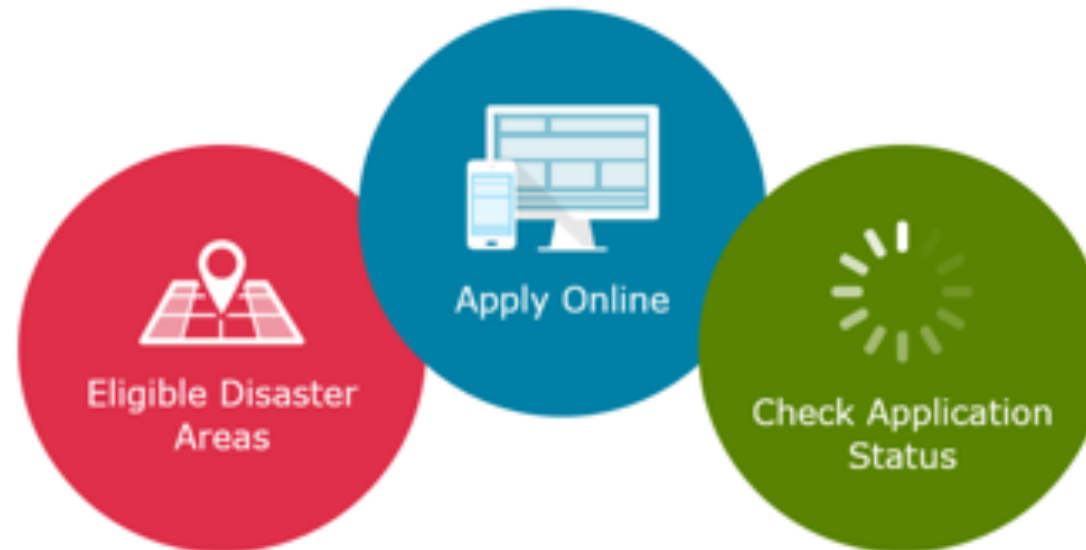 Apply Online
Eligible Disaster
Areas
Check Application
Status